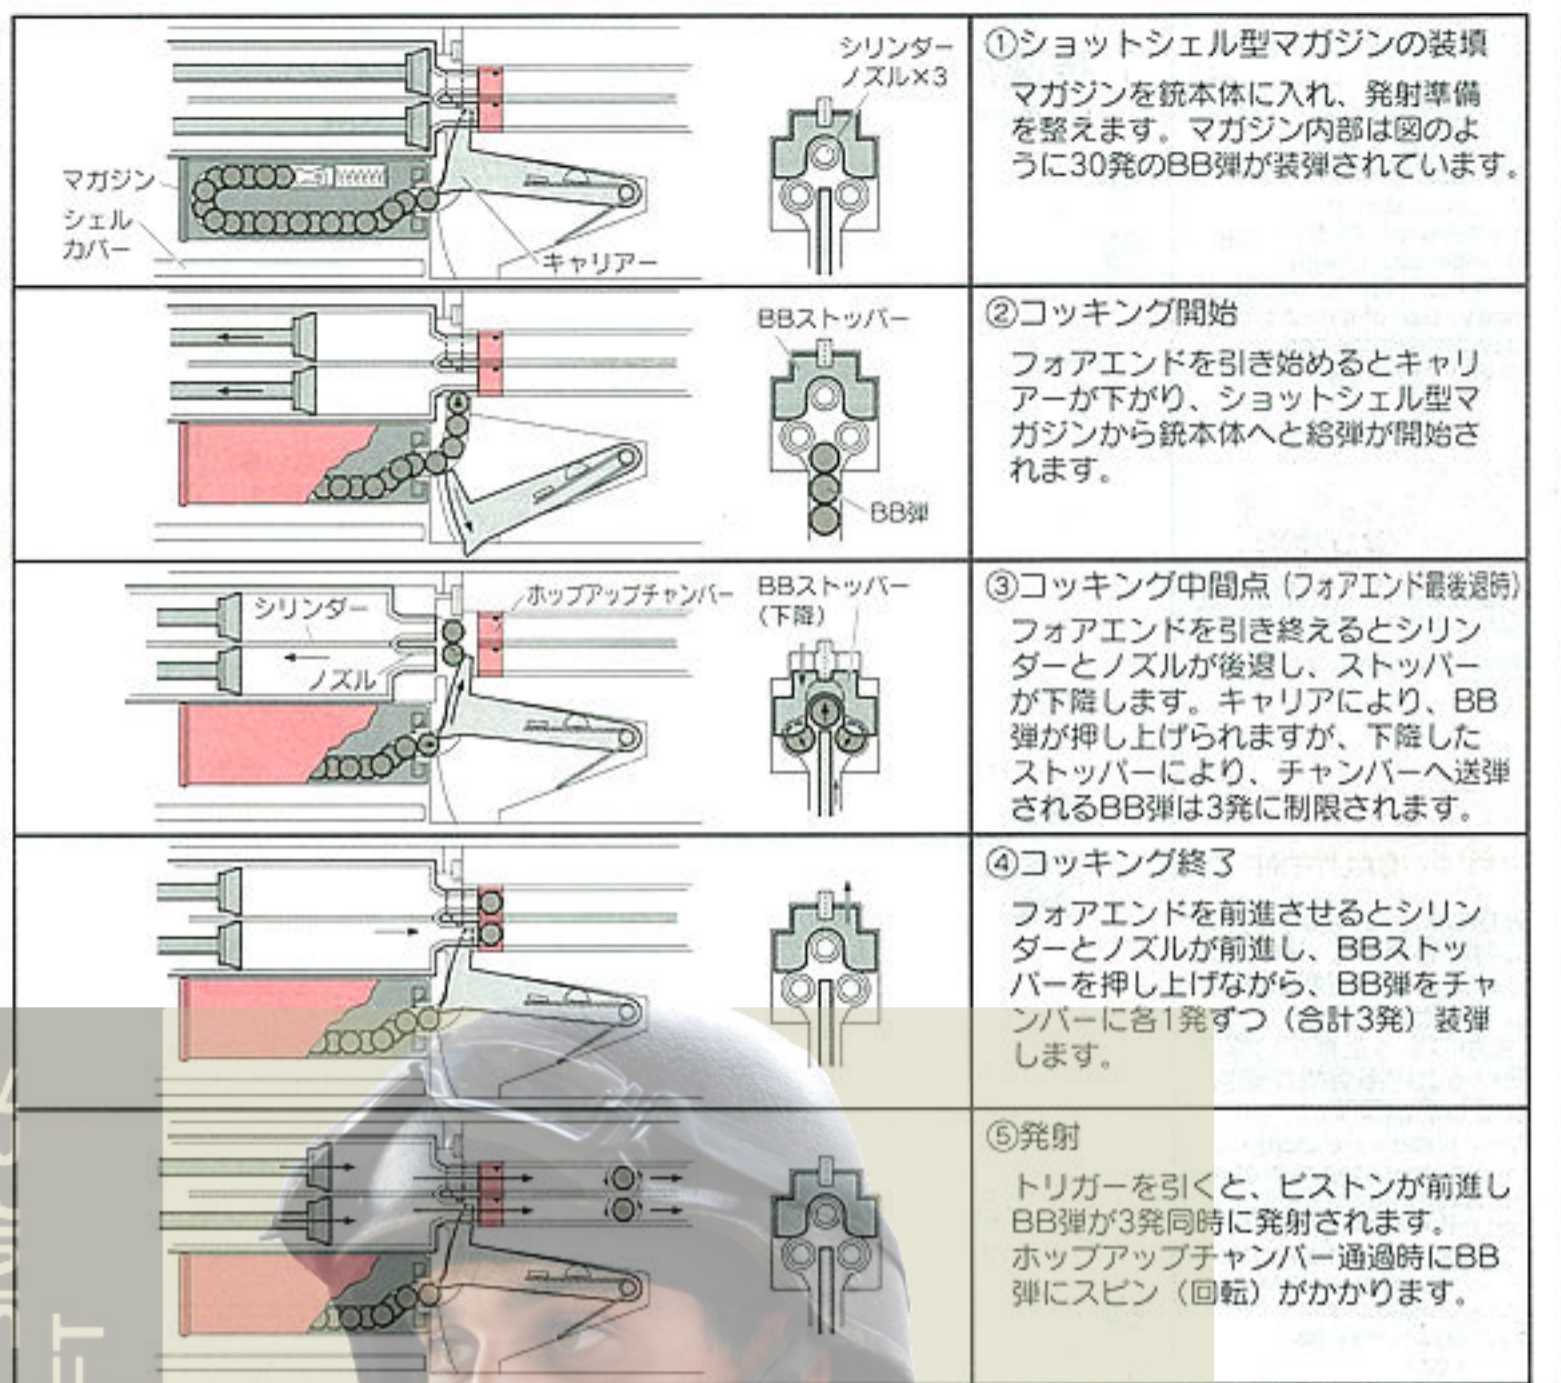 シリンダー
ノズル×3
マガジン
シェル
カバー
キャリアー
①ショットシェル型マガジンの装填
マガジンを銃本体に入れ、発射準備
を整えます。マガジン内部は図のよ
うに30発のBB弾が装弾されています。
BBストッパー
BB弾
②コッキング開始
フォアエンドを引き始めるとキャリ
アーが下がり、ショットシェル型マ
ガジンから銃本体へと給弾が開始さ
れます。
シリンダー
ノズル
ホップアップチャンバー
BBストッパー
(下降)
③コッキング中間点(フォアエンド最後退時)
フォアエンドを引き終えるとシリン
ダーとノズルが後退し、ストッパー
が下降します。キャリアにより、BB
弾が押し上げられますが、下降した
ストッパーにより、チャンバーへ送弾
されるBB弾は3発に制限されます。
④コッキング終了
フォアエンドを前進させるとシリン
ダーとノズルが前進し、BBストッ
パーを押し上げながら、BB弾をチャ
ンバーに各1発ずつ(合計3発)装弾
します。
⑤発射
トリガーを引くと、ピストンが前進し
BB弾が3発同時に発射されます。
ホップアップチャンバー通過時にBB
弾にスピン(回転)がかかります。